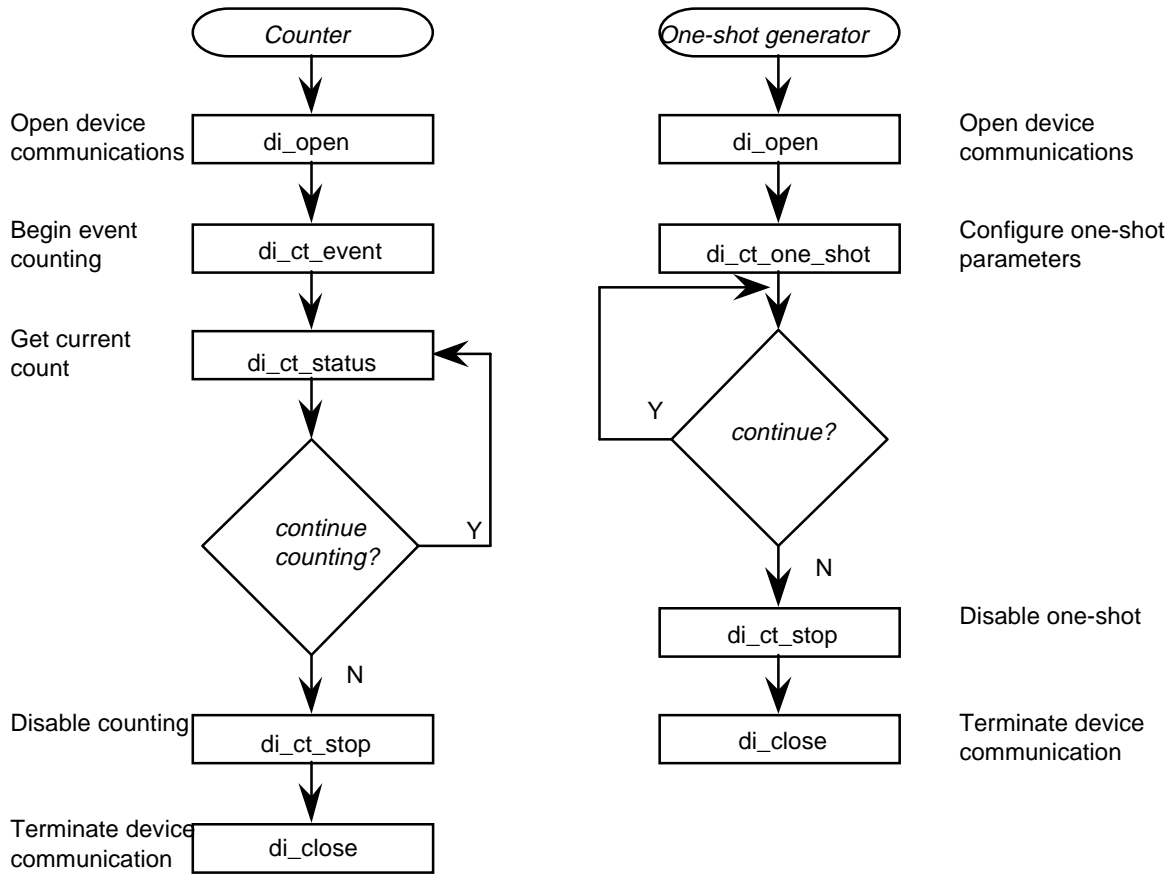 Counter
Open device
communications
di_open
Begin event
counting
di_ct_event
Get current
count
di_ct_status
continue
counting?
Y
N
Disable counting
di_ct_stop
Terminate device
communication
di_close
One-shot generator
di_open
Open device
communications
di_ct_one_shot
Configure one-shot
parameters
Y
continue?
N
di_ct_stop
Disable one-shot
di_close
Terminate device
communication